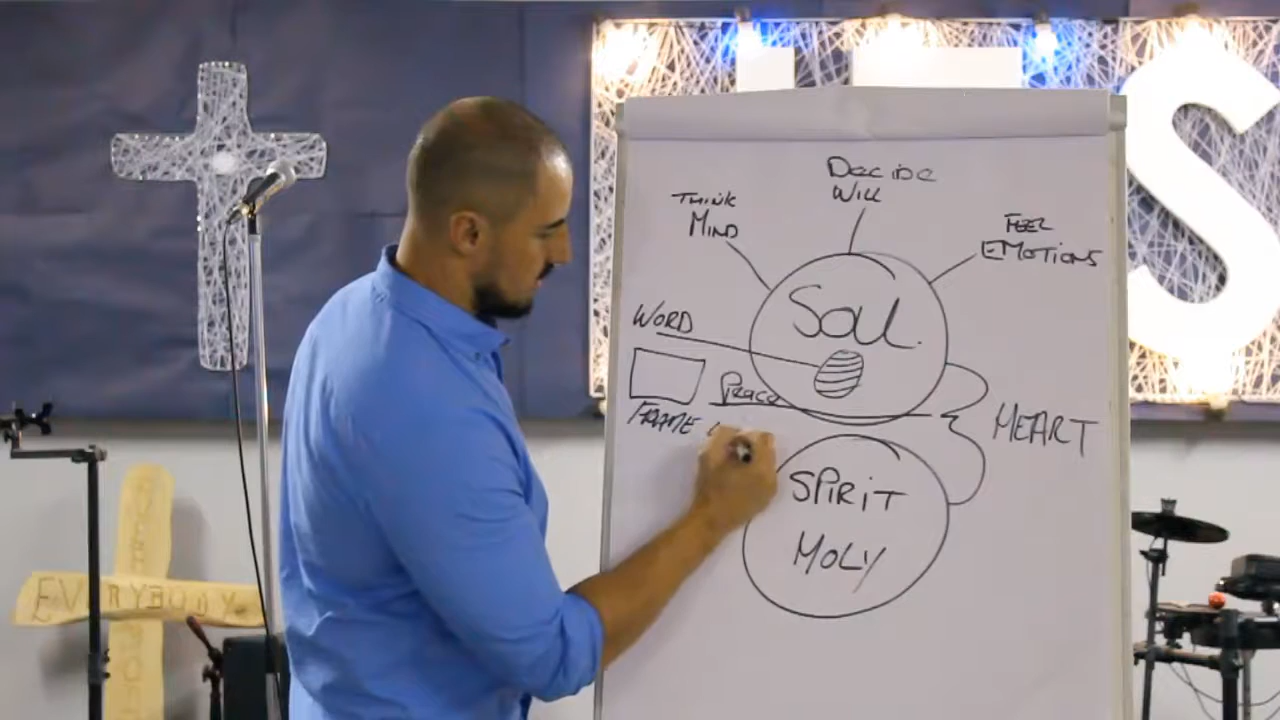 Decide
Will
Think
Mind
Feel
Emotions
Soul
Word
Peace
Frame
Heart
Spirit
Holy
S
EVERYBODY